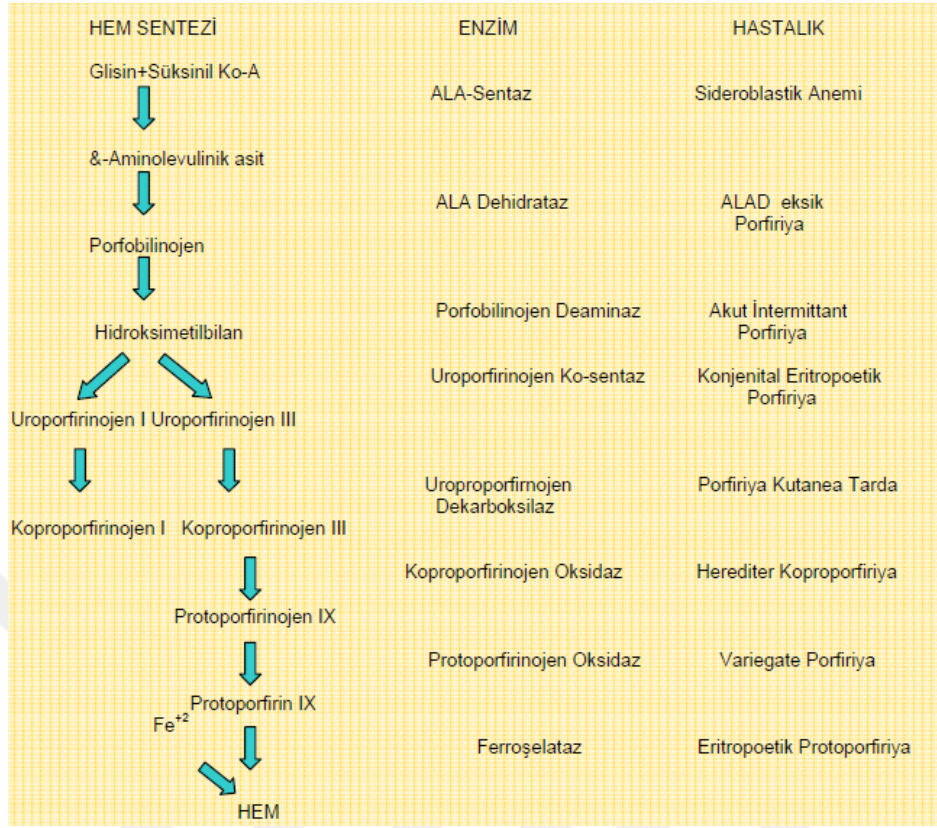 HEM SENTEZİ ENZİM HASTALIK
Glisin+Süksinil Ko-A
ALA-Sentaz Sideroblastik Anemi
&-Aminolevulinik asit
ALA Dehidrataz ALAD eksik
Porfiriya
Porfobilinojen
Porfobilinojen Deaminaz Akut İntermittant
Porfiriya
Hidroksimetilbilan
Uroporfirinojen Ko-sentaz Konjenital Eritropoetik
Porfiriya
Uroporfirinojen I Uroporfirinojen III
Uroproporfirnojen
Dekarboksilaz
Porfiriya Kutanea Tarda
Koproporfirinojen I Koproporfirinojen III
Koproporfirinojen Oksidaz Herediter Koproporfiriya
Protoporfirinojen IX
Protoporfirinojen Oksidaz Variegate Porfiriya
Protoporfirin IX
Fe+2
Ferroşelataz Eritropoetik Protoporfiriya
HEM